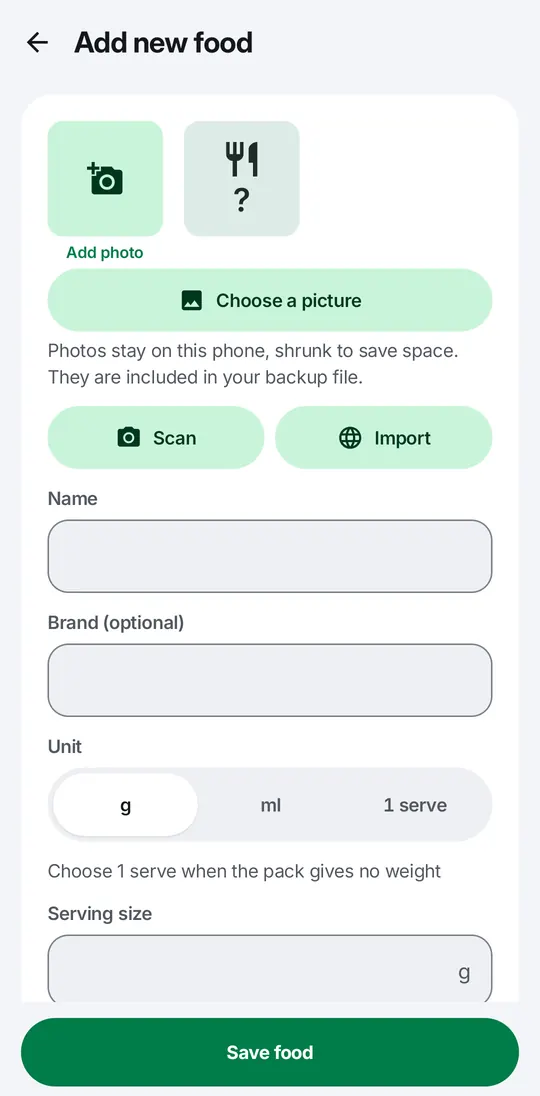 Add new food
?
Add photo
Choose a picture
Photos stay on this phone, shrunk to save space.
They are included in your backup file.
Scan
Import
Name
Brand (optional)
Unit
g
ml
1 serve
Choose 1 serve when the pack gives no weight
Serving size
g
Save food